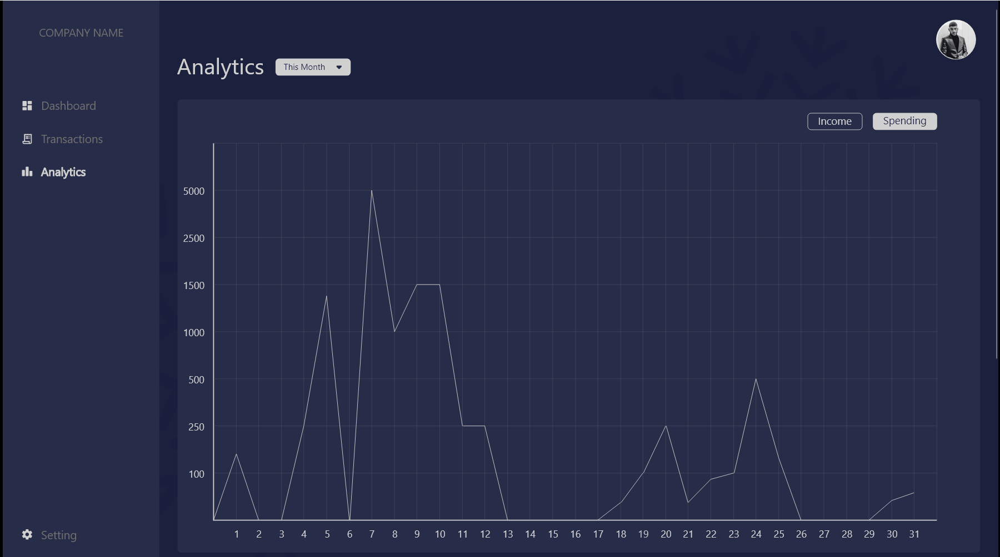 COMPANY NAME
Dashboard
Transactions
Analytics
Setting
Analytics
This Month
Income
Spending
5000
2500
1500
1000
500
250
100
1 2 3 4 5 6 7 8 9 10 11 12 13 14 15 16 17 18 19 20 21 22 23 24 25 26 27 28 29 30 31